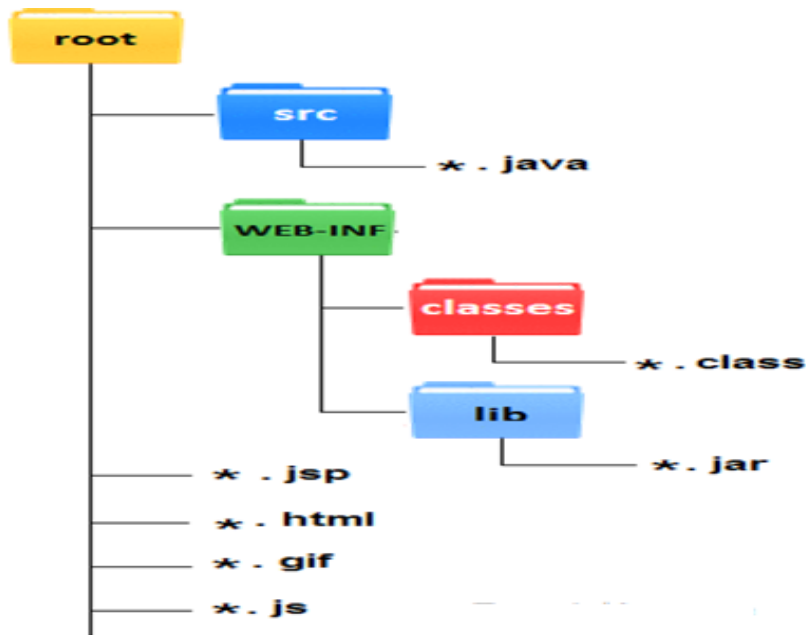 root
src
* . java
WEB-INF
classes
* . class
lib
* . jar
* . jsp
* . html
* . gif
* . js